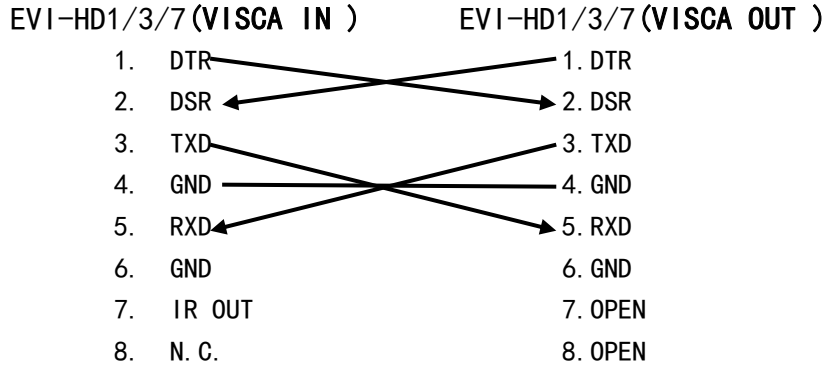 EVI-HD1/3/7(VISCA IN )    EVI-HD1/3/7(VISCA OUT )
1. DTR    1. DTR
2. DSR    2. DSR
3. TXD    3. TXD
4. GND    4. GND
5. RXD    5. RXD
6. GND    6. GND
7. IR OUT    7. OPEN
8. N.C.    8. OPEN